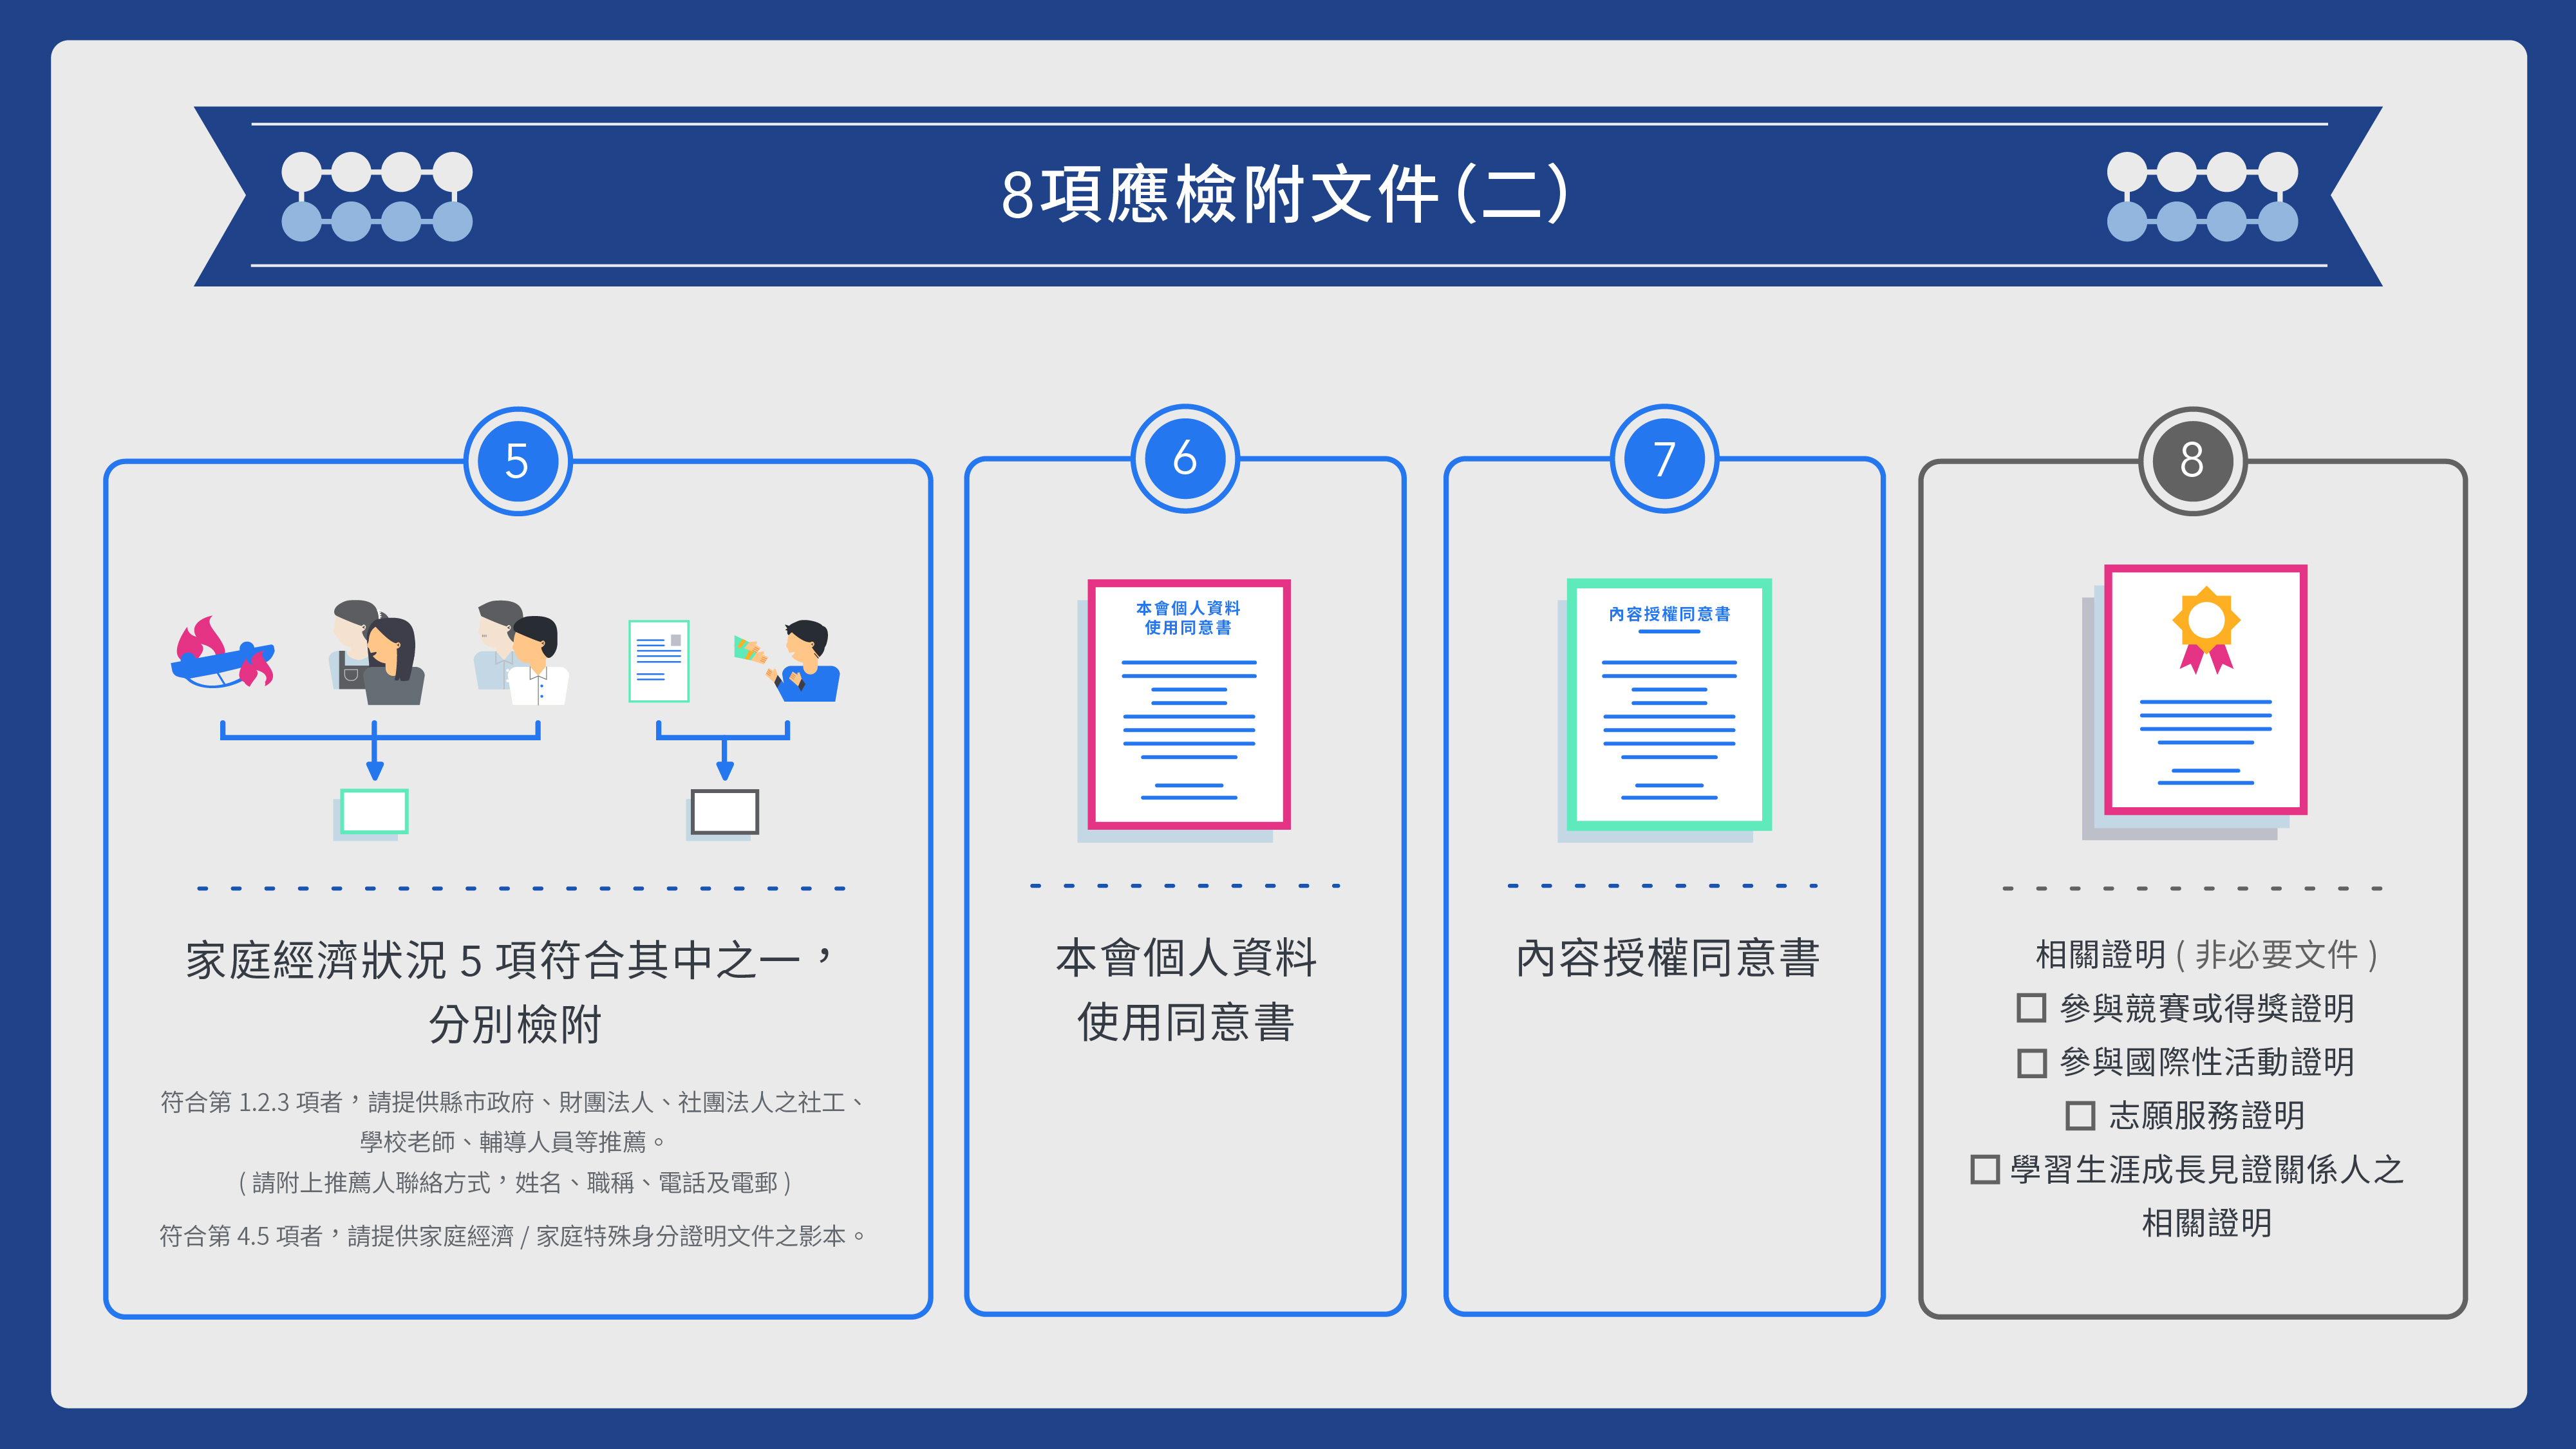 8項應檢附文件(二)
5
家庭經濟狀況 5 項符合其中之一，
分別檢附
符合第 1.2.3 項者，請提供縣市政府、財團法人、社團法人之社工、
學校老師、輔導人員等推薦。
( 請附上推薦人聯絡方式，姓名、職稱、電話及電郵 )
符合第 4.5 項者，請提供家庭經濟 / 家庭特殊身分證明文件之影本。
6
本會個人資料
使用同意書
本會個人資料
使用同意書
7
內容授權同意書
內容授權同意書
8
相關證明 ( 非必要文件 )
參與競賽或得獎證明
參與國際性活動證明
志願服務證明
學習生涯成長見證關係人之
相關證明